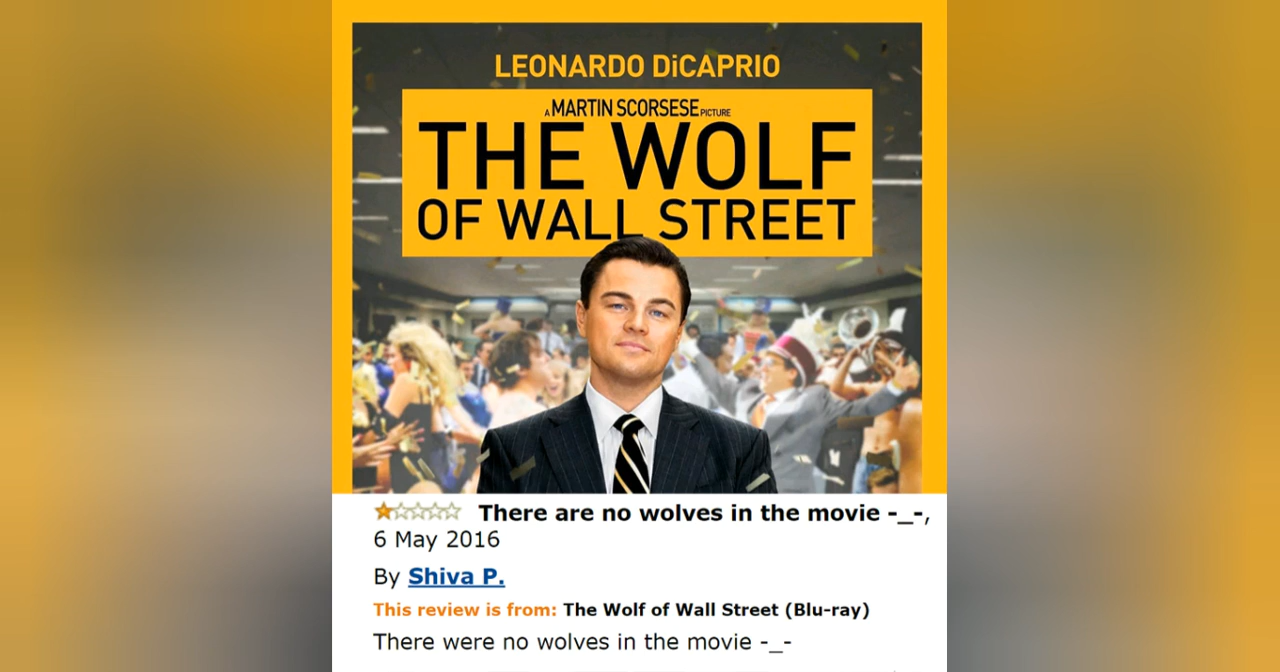 LEONARDO DiCAPRIO
A MARTIN SCORSESE PICTURE
THE WOLF
OF WALL STREET
There are no wolves in the movie -_-,
6 May 2016
By Shiva P.
This review is from: The Wolf of Wall Street (Blu-ray)
There were no wolves in the movie -_-